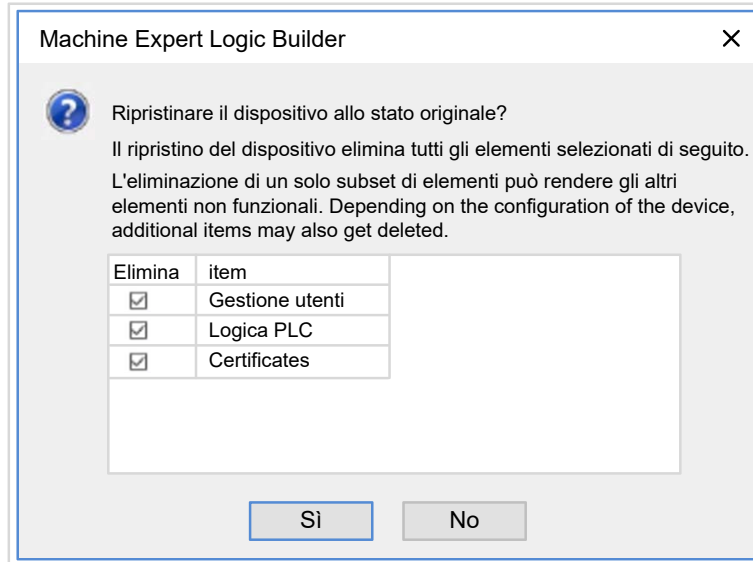 Machine Expert Logic Builder
Ripristinare il dispositivo allo stato originale?
Il ripristino del dispositivo elimina tutti gli elementi selezionati di seguito.
L'eliminazione di un solo subset di elementi può rendere gli altri
elementi non funzionali. Depending on the configuration of the device,
additional items may also get deleted.
Elimina item
Gestione utenti
Logica PLC
Certificates
Sì No